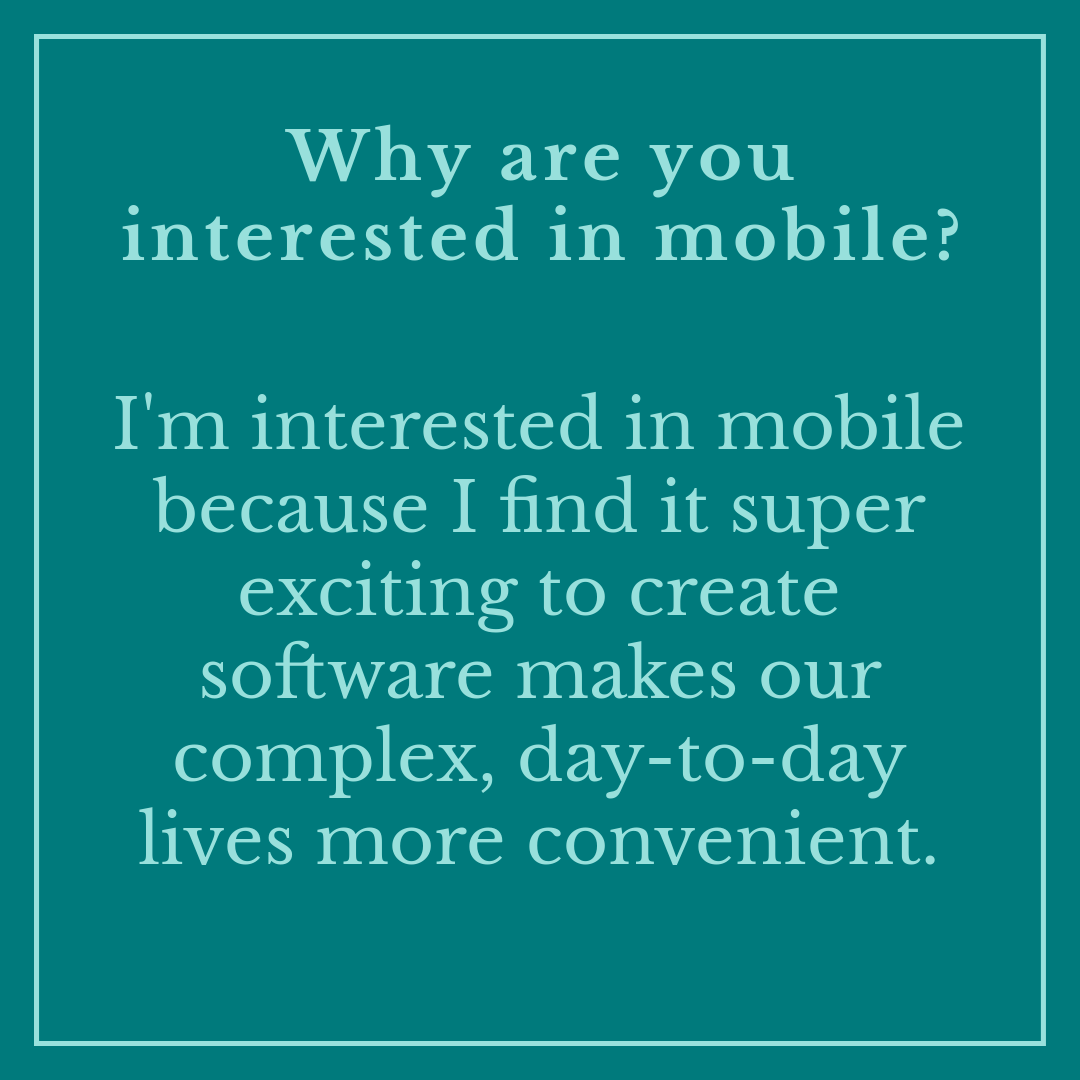 Why are you
interested in mobile?
I'm interested in mobile
because I find it super
exciting to create
software makes our
complex, day-to-day
lives more convenient.